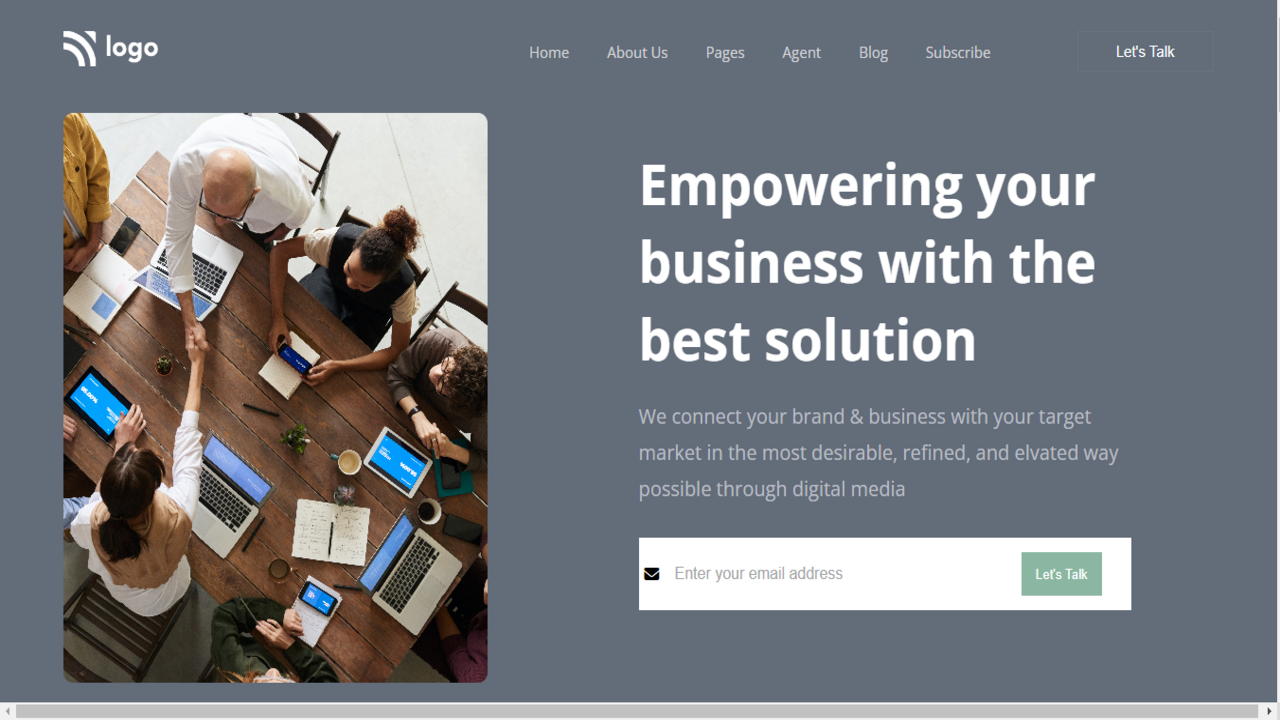 logo
Home About Us Pages Agent Blog Subscribe Let's Talk
Empowering your
business with the
best solution
We connect your brand & business with your target
market in the most desirable, refined, and elvated way
possible through digital media
Enter your email address Let's Talk